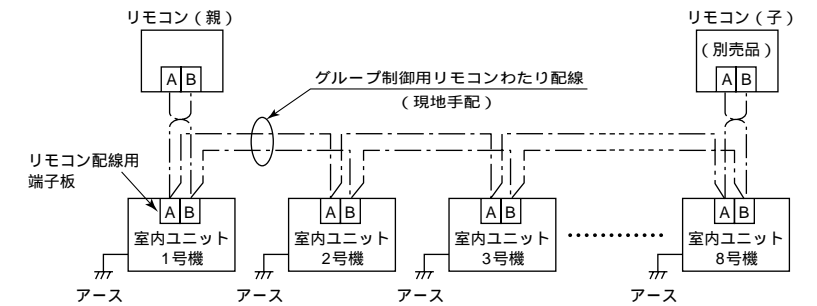 リモコン（親）
リモコン（子）
（別売品）
A B
A B
グループ制御用リモコンわたり配線
（現地手配）
リモコン配線用
端子板
A B
A B
A B
A B
室内ユニット
1号機
室内ユニット
2号機
室内ユニット
3号機
室内ユニット
8号機
アース
アース
アース
アース